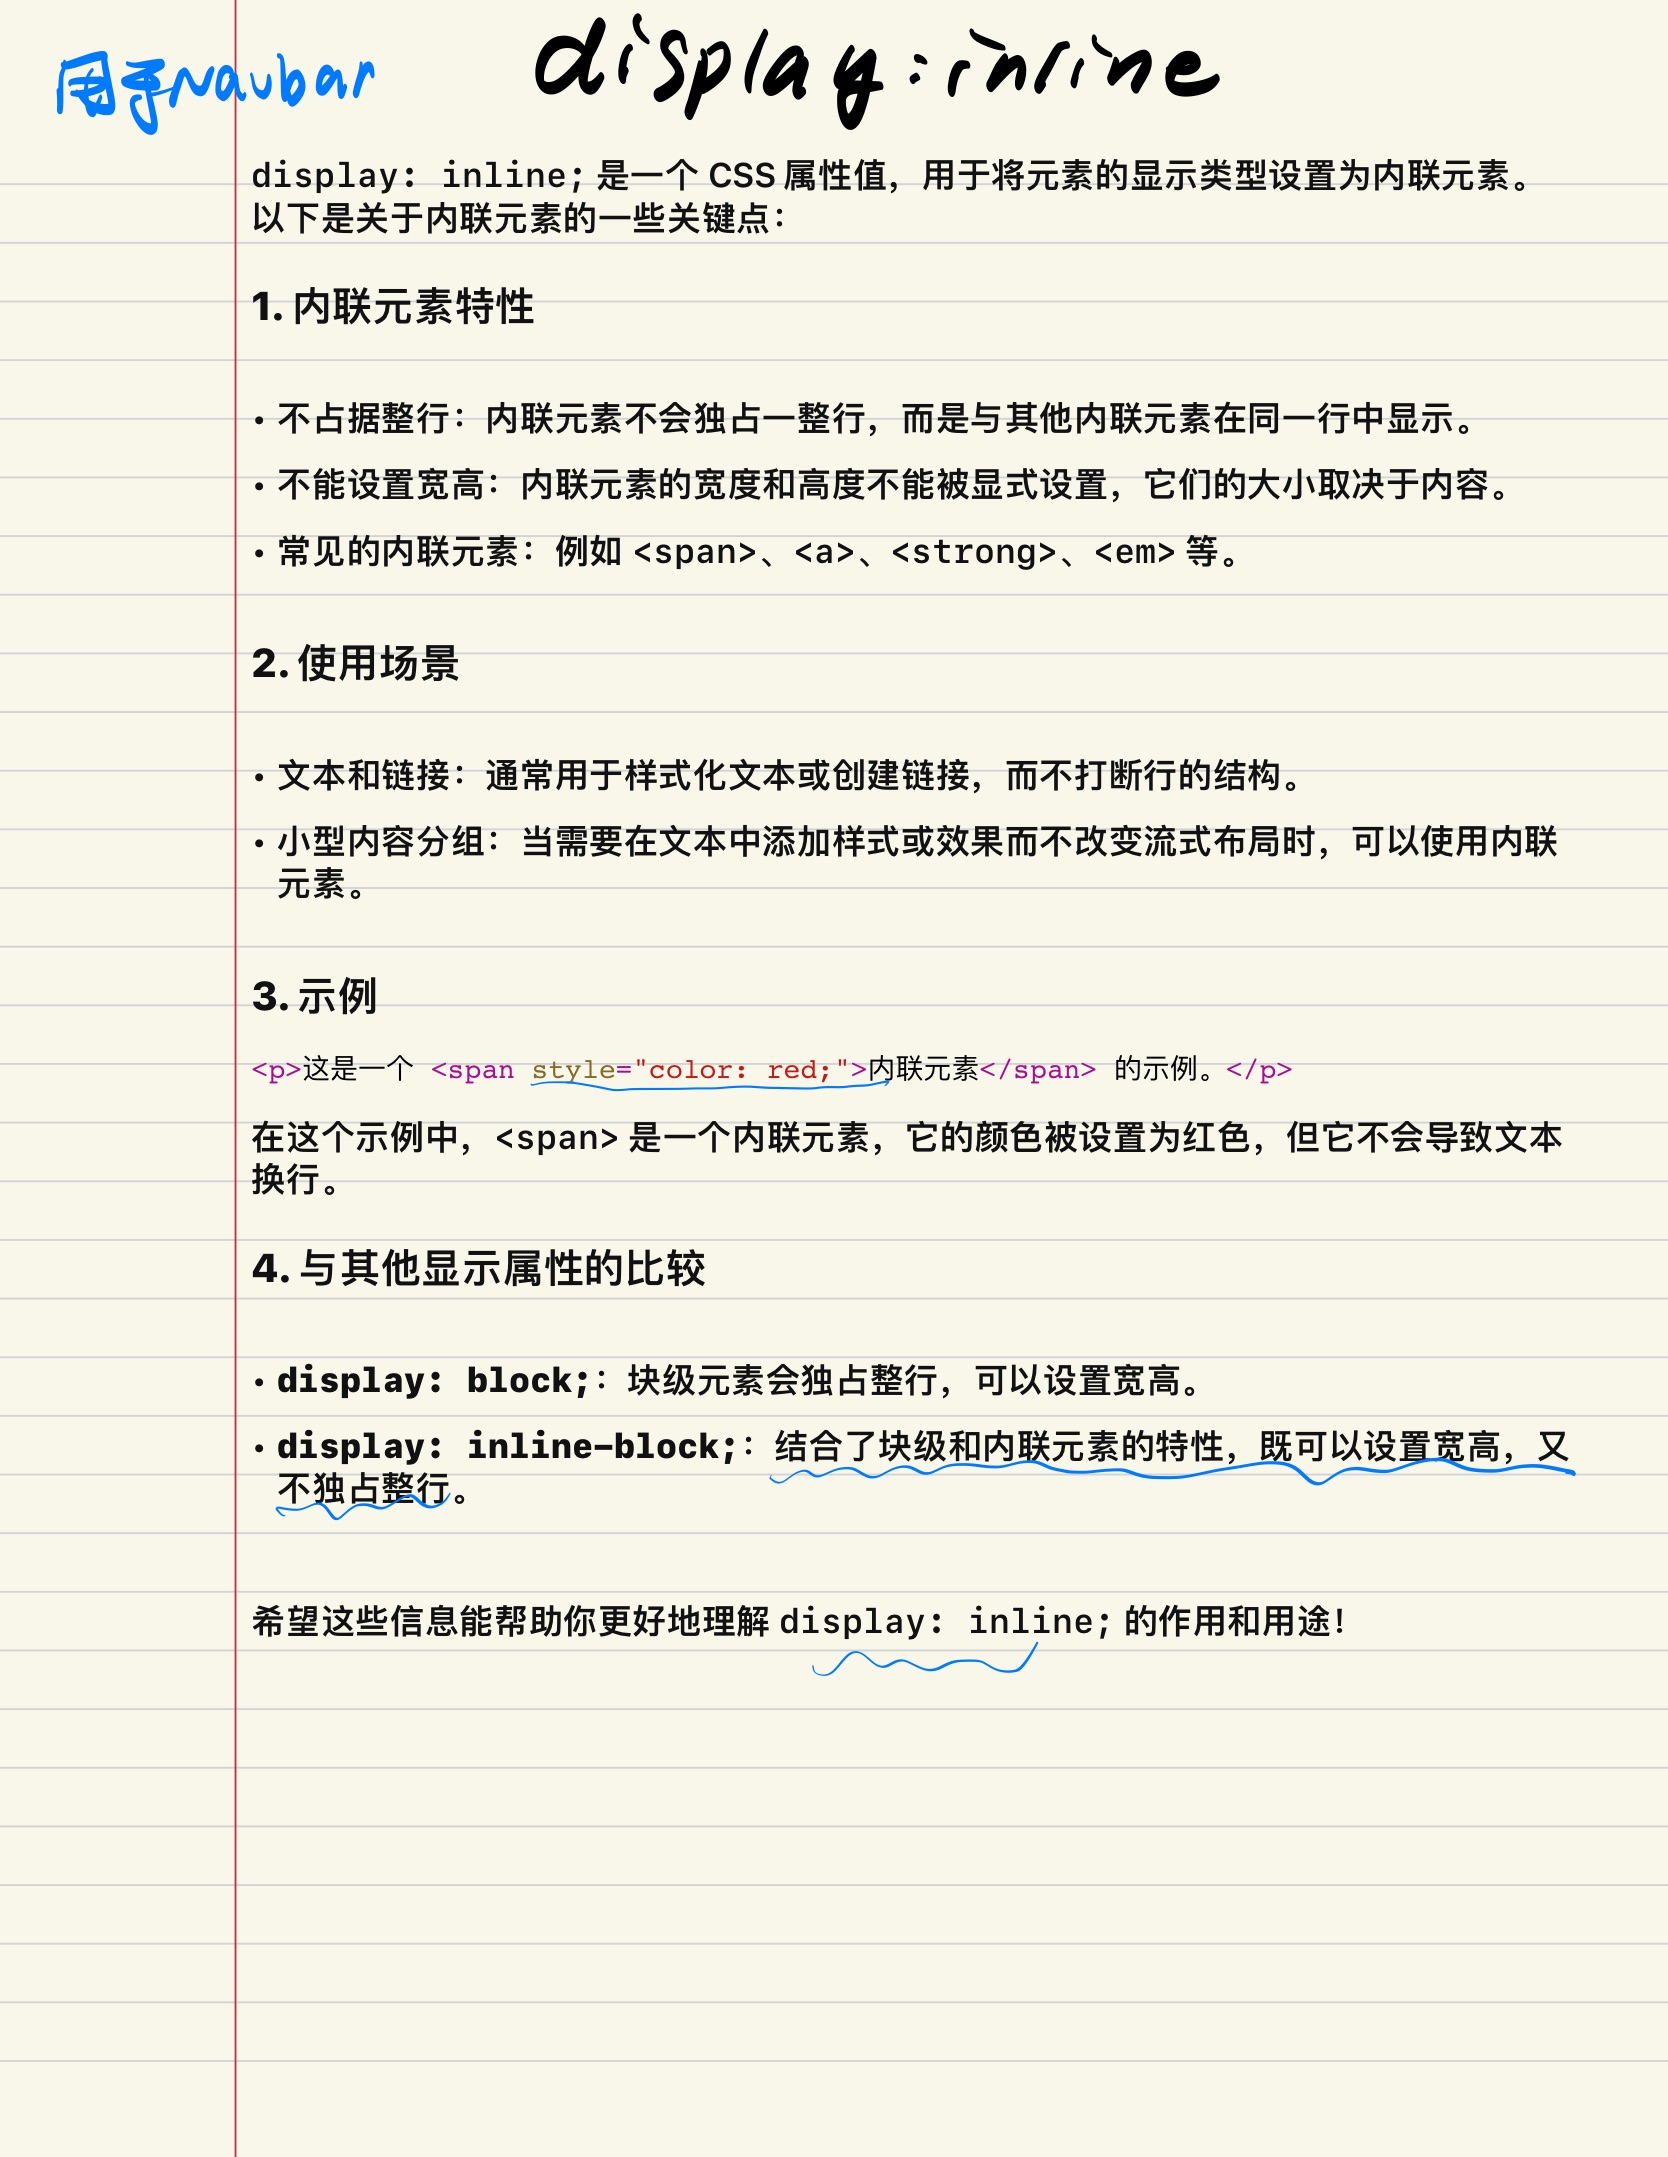 用于Navbar
display:inline
display: inline; 是一个 CSS 属性值，用于将元素的显示类型设置为内联元素。
以下是关于内联元素的一些关键点：
1. 内联元素特性
• 不占据整行：内联元素不会独占一整行，而是与其他内联元素在同一行中显示。
• 不能设置宽高：内联元素的宽度和高度不能被显式设置，它们的大小取决于内容。
• 常见的内联元素：例如 <span>、<a>、<strong>、<em> 等。
2. 使用场景
• 文本和链接：通常用于样式化文本或创建链接，而不打断行的结构。
• 小型内容分组：当需要在文本中添加样式或效果而不改变流式布局时，可以使用内联
元素。
3. 示例
<p>这是一个 <span style="color: red;">内联元素</span> 的示例。</p>
在这个示例中，<span> 是一个内联元素，它的颜色被设置为红色，但它不会导致文本
换行。
4. 与其他显示属性的比较
• display: block;：块级元素会独占整行，可以设置宽高。
• display: inline-block;：结合了块级和内联元素的特性，既可以设置宽高，又
不独占整行。
希望这些信息能帮助你更好地理解 display: inline; 的作用和用途！